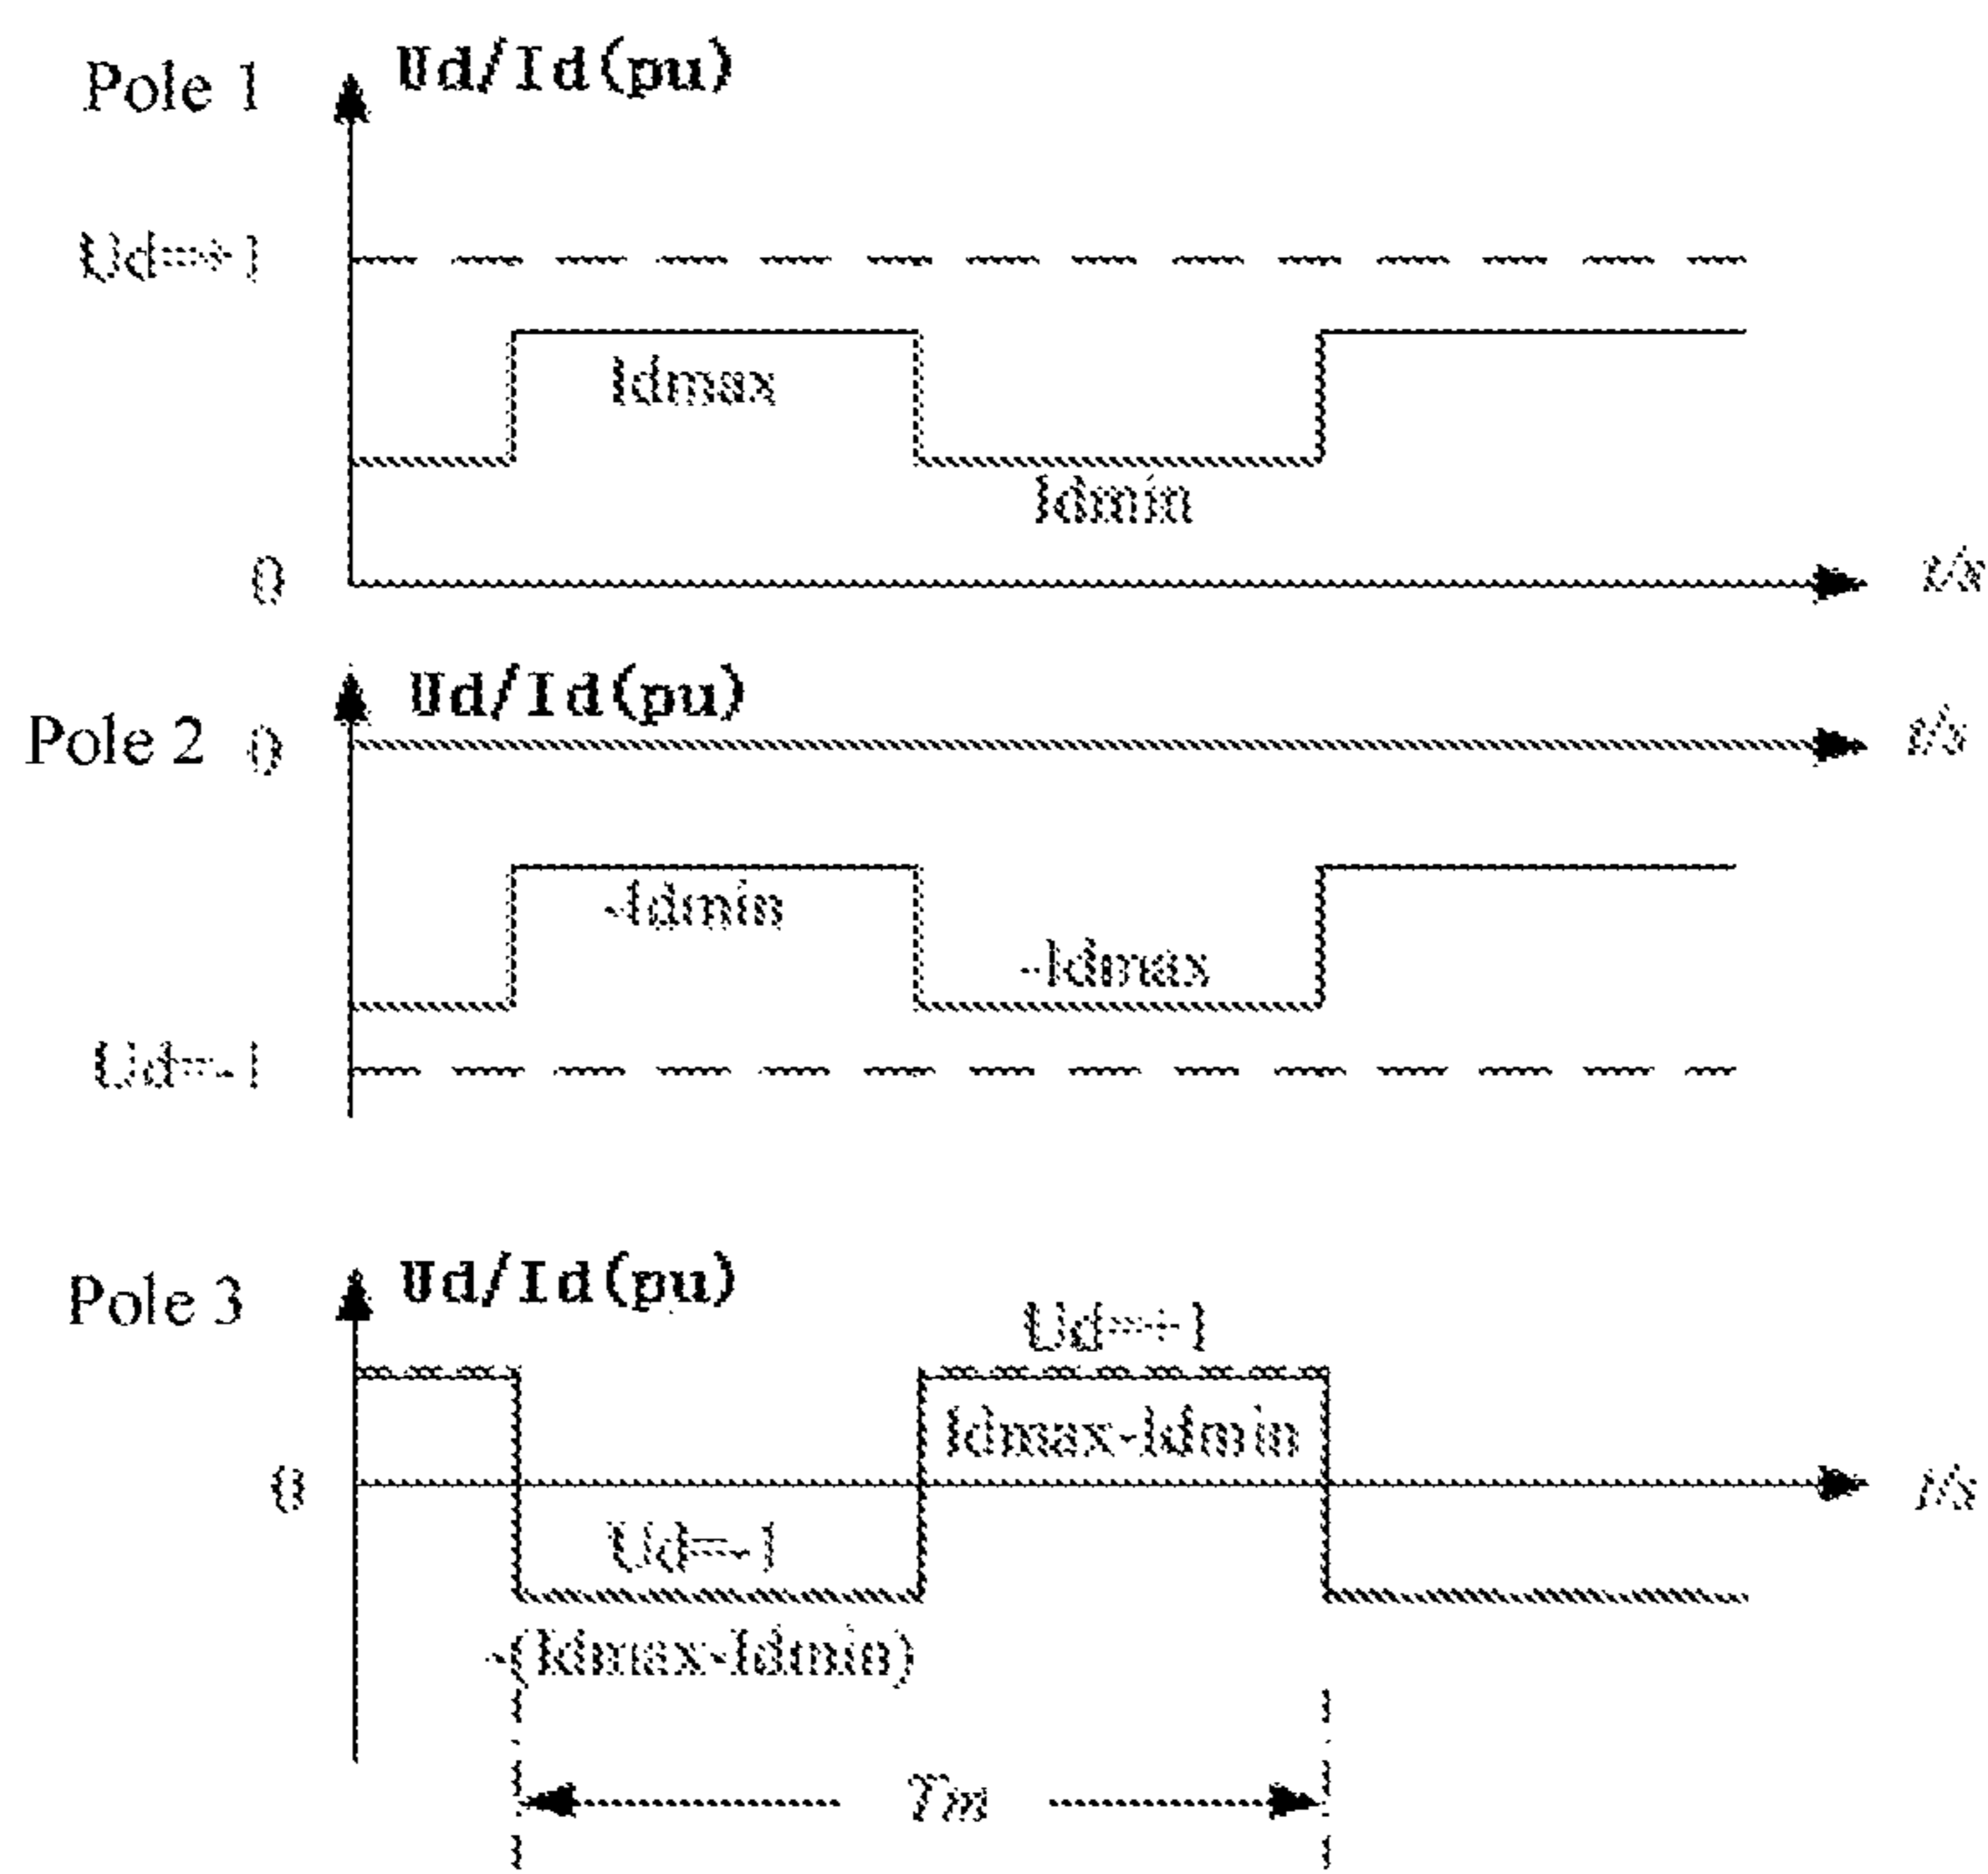 Pole 1
Ud/Id(pu)
Ud=+1
Idmax
Idmin
0
t/s
Ud/Id(pu)
Pole 2
0
t/s
-Idmin
-Idmax
Ud=-1
Pole 3
Ud/Id(pu)
Ud=+1
Idmax-Idmin
0
t/s
Ud=-1
-(Idmax-Idmin)
Tm